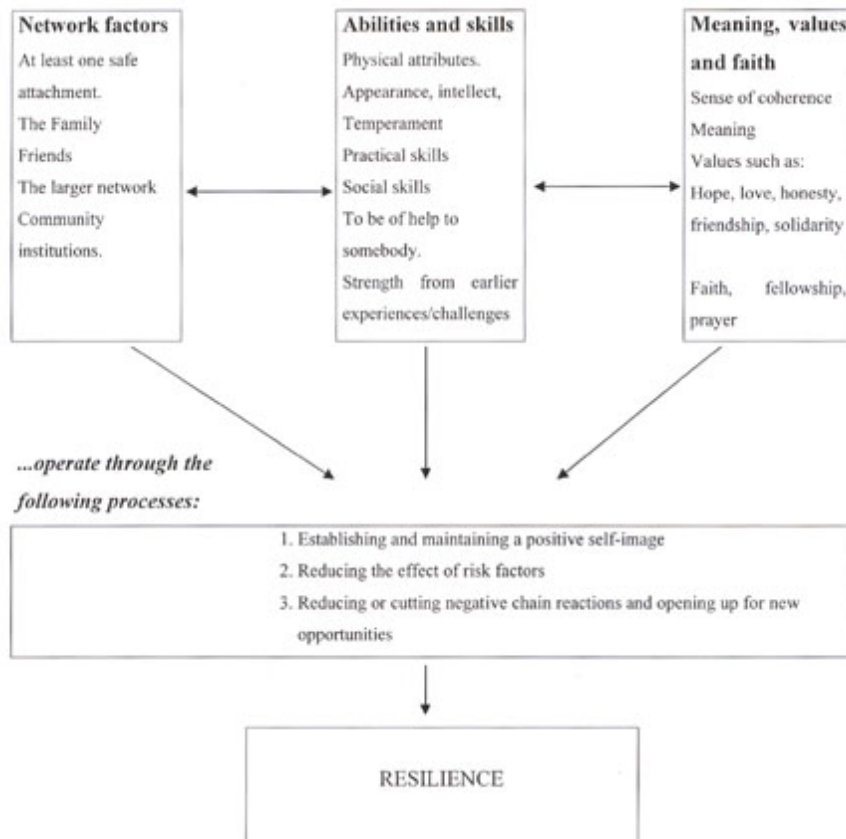 Network factors
At least one safe
attachment.
The Family
Friends
The larger network
Community
institutions.
Abilities and skills
Physical attributes.
Appearance, intellect,
Temperament
Practical skills
Social skills
To be of help to
somebody.
Strength from earlier
experiences/challenges
Meaning, values
and faith
Sense of coherence
Meaning
Values such as:
Hope, love, honesty,
friendship, solidarity
Faith, fellowship,
prayer
...operate through the
following processes:
1. Establishing and maintaining a positive self-image
2. Reducing the effect of risk factors
3. Reducing or cutting negative chain reactions and opening up for new
opportunities
RESILIENCE